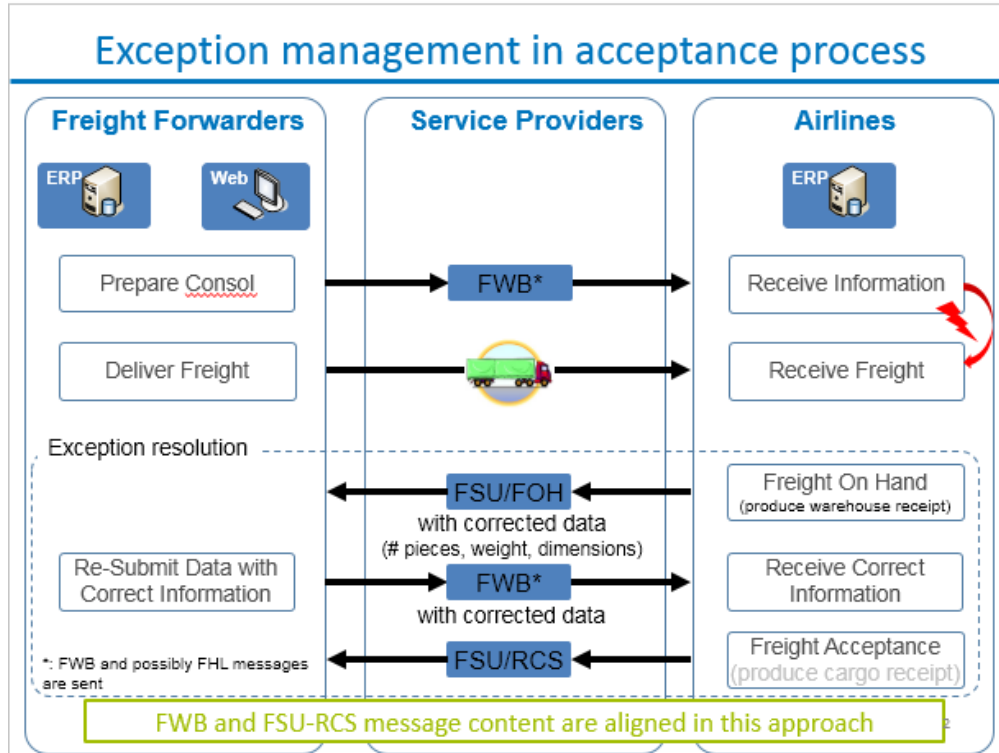 Exception management in acceptance process
Freight Forwarders
Service Providers
Airlines
ERP
Web
ERP
Prepare Consol
FWB*
Receive Information
Deliver Freight
Receive Freight
Exception resolution
FSU/FOH
Freight On Hand
(produce warehouse receipt)
with corrected data
(# pieces, weight, dimensions)
Re-Submit Data with
Correct Information
FWB*
Receive Correct
Information
with corrected data
FSU/RCS
Freight Acceptance
(produce cargo receipt)
*: FWB and possibly FHL messages
are sent
FWB and FSU-RCS message content are aligned in this approach
2